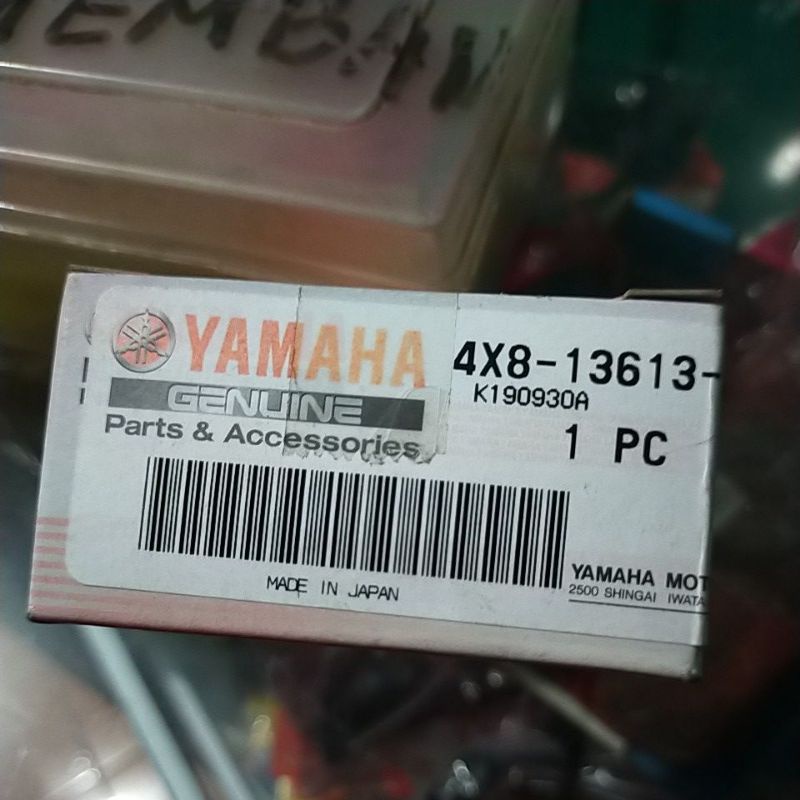 YAMAHA
GENUINE
Parts & Accessories
4X8-13613-
K190930A
1 PC
MADE IN JAPAN
YAMAHA MOT
2500 SHINGAI IWATA